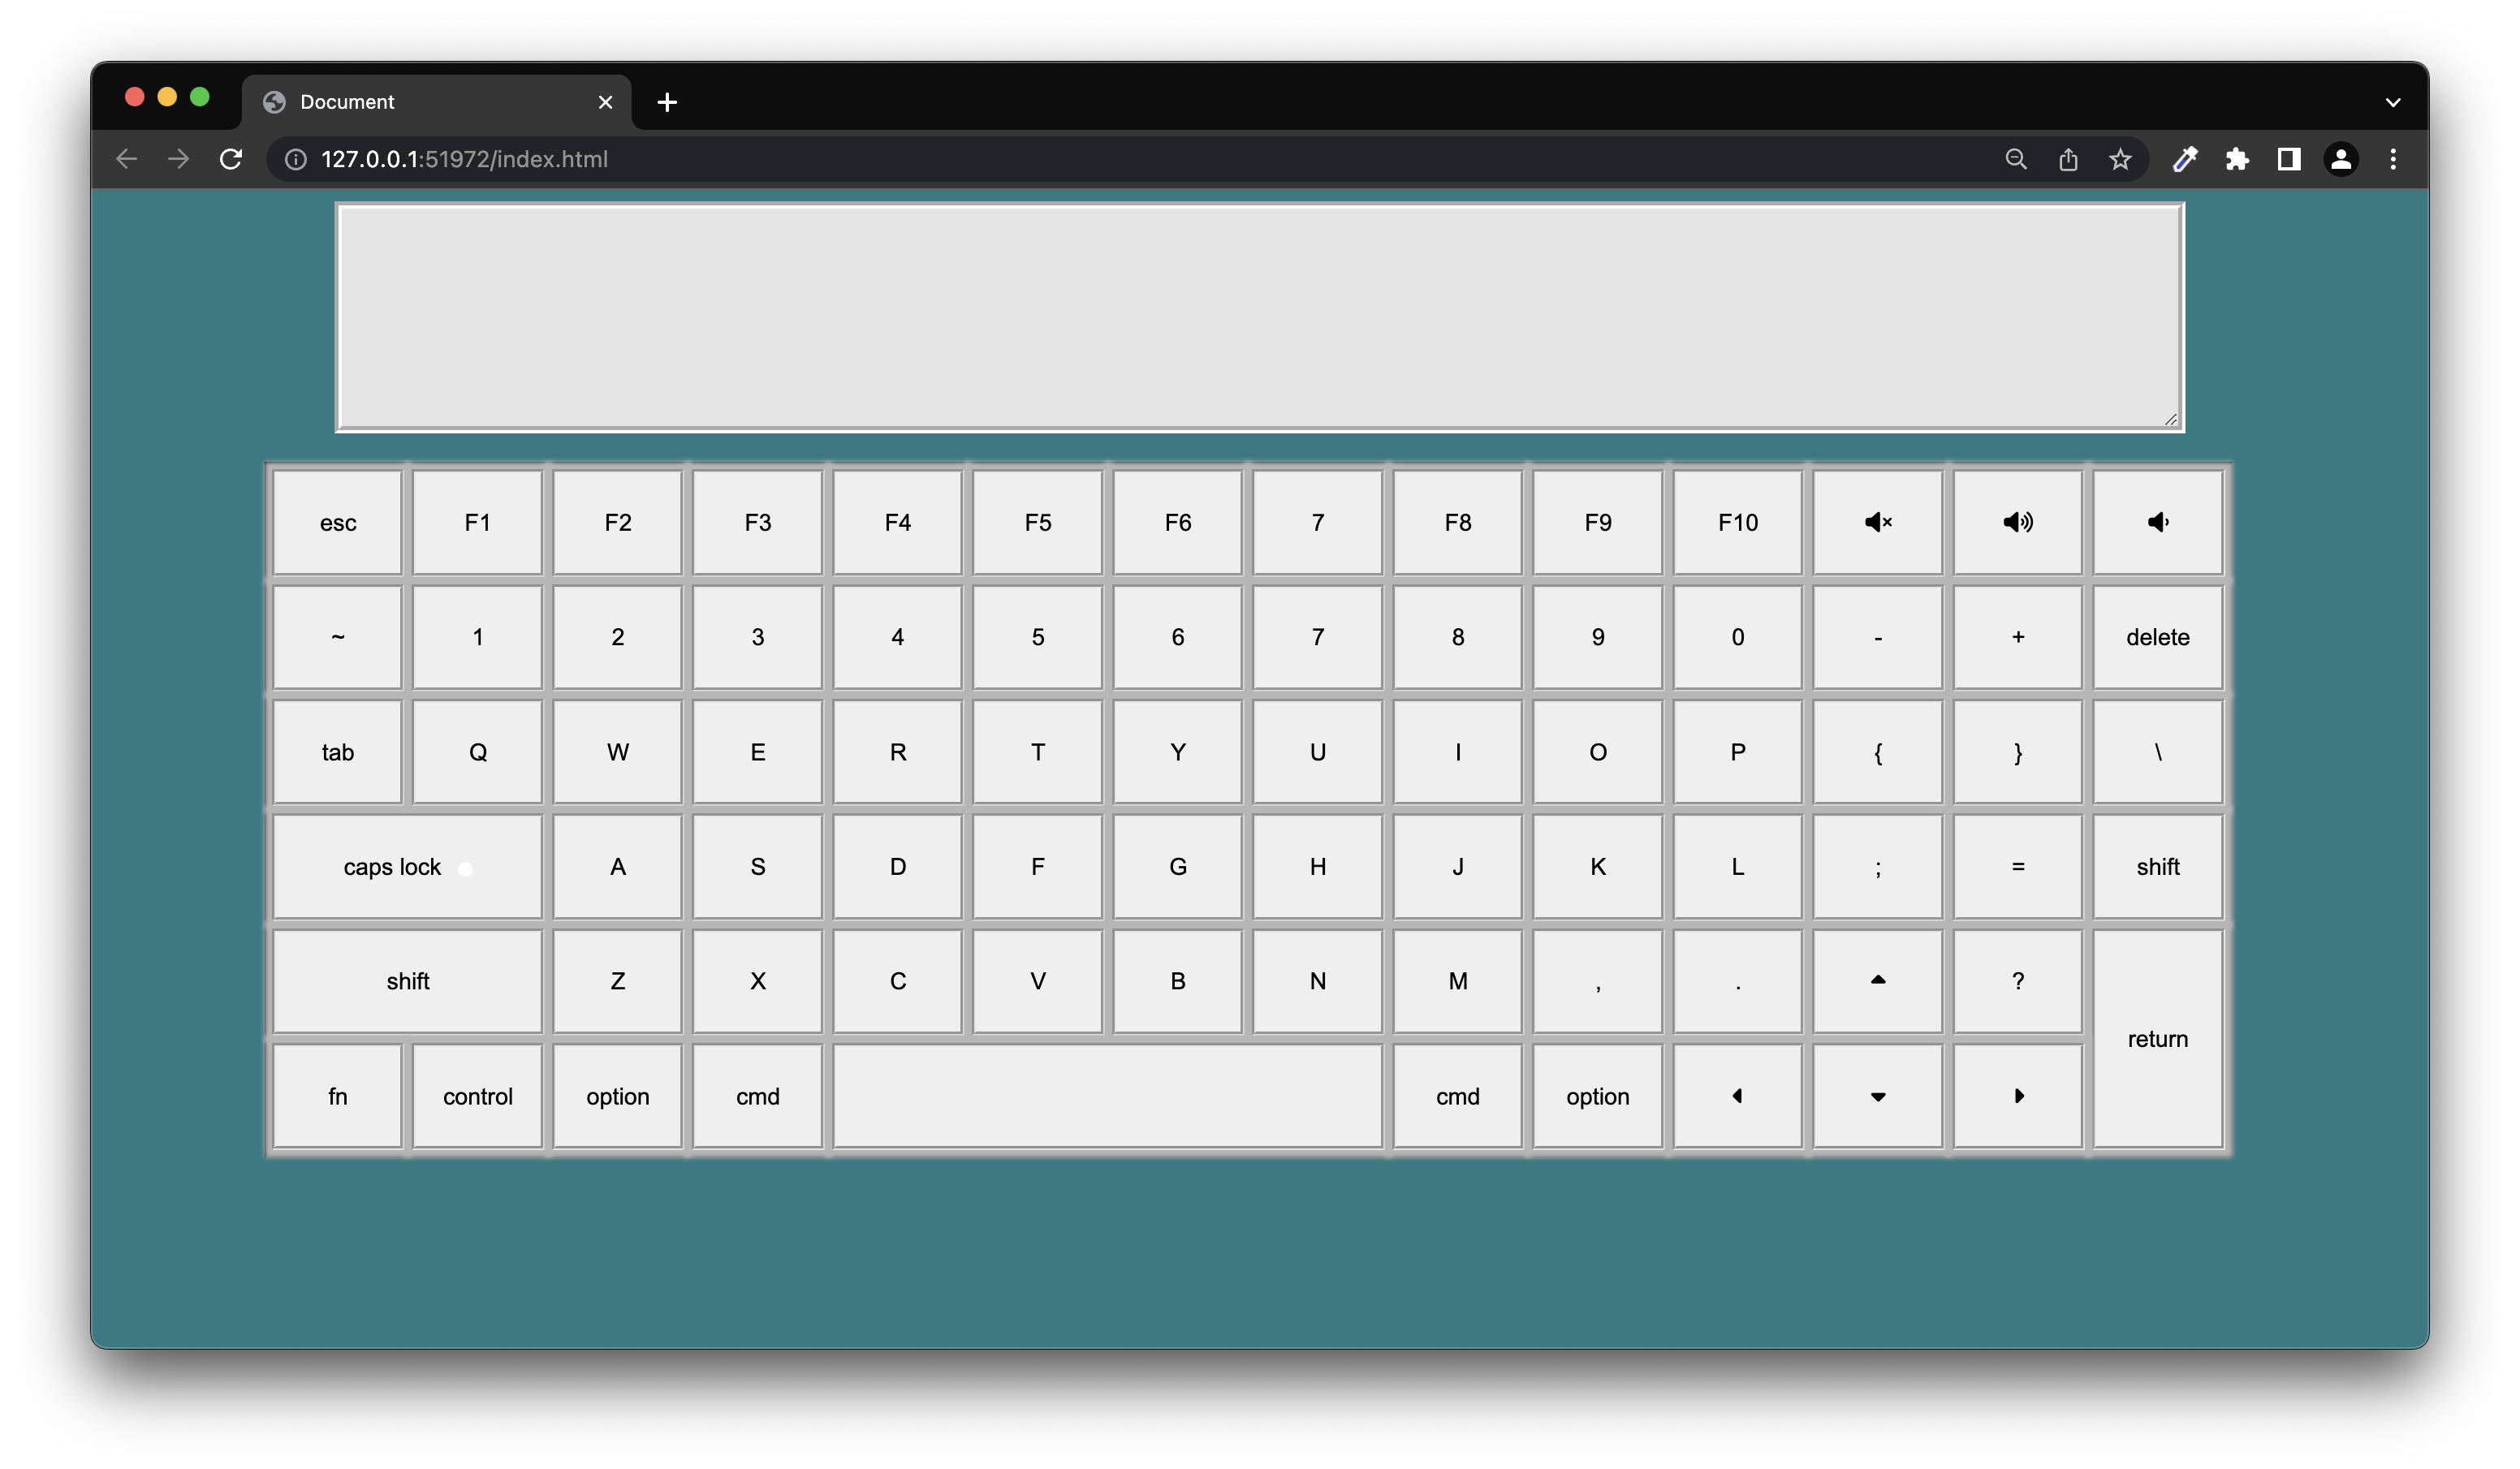 Document
127.0.0.1:51972/index.html
esc F1 F2 F3 F4 F5 F6 7 F8 F9 F10
~ 1 2 3 4 5 6 7 8 9 0 - + delete
tab Q W E R T Y U I O P { } \
caps lock A S D F G H J K L ; = shift
shift Z X C V B N M , . ?
return
fn control option cmd cmd option